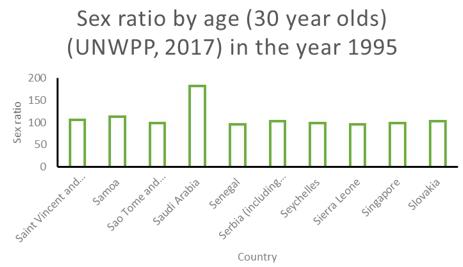 Sex ratio by age (30 year olds)
(UNWPP, 2017) in the year 1995
200
150
100
50
0
Sex ratio
Saint Vincent and...
Samoa
Sao Tome and...
Saudi Arabia
Senegal
Serbia (including...
Seychelles
Sierra Leone
Singapore
Slovakia
Country